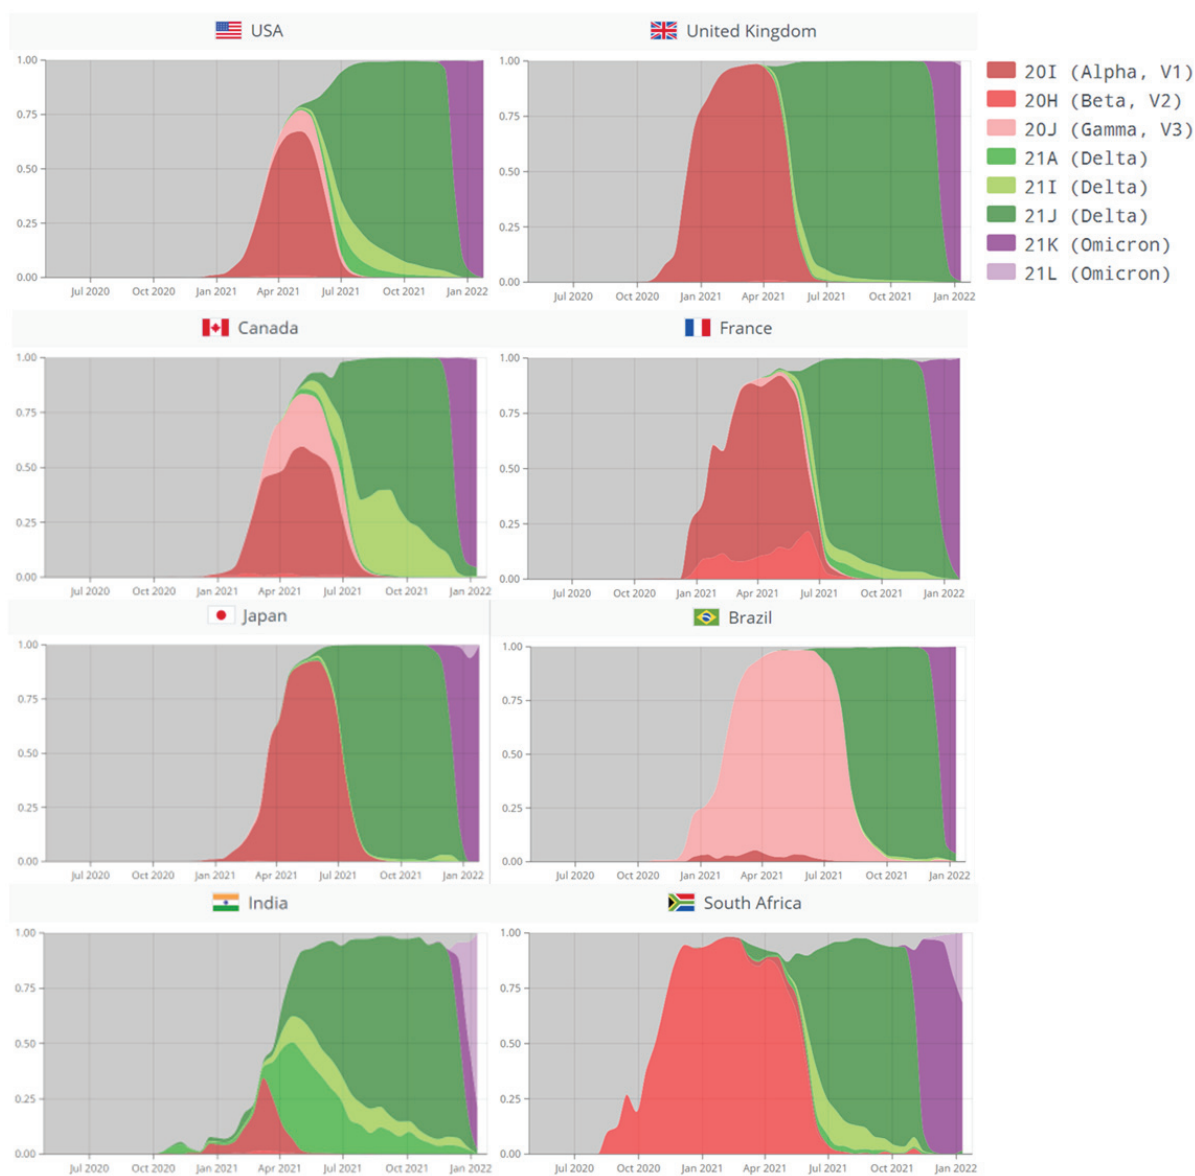 USA
United Kingdom
20I (Alpha, V1)
20H (Beta, V2)
20J (Gamma, V3)
21A (Delta)
21I (Delta)
21J (Delta)
21K (Omicron)
21L (Omicron)
1.00
0.75
0.50
0.25
0.00
Jul 2020 Oct 2020 Jan 2021 Apr 2021 Jul 2021 Oct 2021 Jan 2022
1.00
0.75
0.50
0.25
0.00
Jul 2020 Oct 2020 Jan 2021 Apr 2021 Jul 2021 Oct 2021 Jan 2022
Canada
France
1.00
0.75
0.50
0.25
0.00
Jul 2020 Oct 2020 Jan 2021 Apr 2021 Jul 2021 Oct 2021 Jan 2022
1.00
0.75
0.50
0.25
0.00
Jul 2020 Oct 2020 Jan 2021 Apr 2021 Jul 2021 Oct 2021 Jan 2022
Japan
Brazil
1.00
0.75
0.50
0.25
0.00
Jul 2020 Oct 2020 Jan 2021 Apr 2021 Jul 2021 Oct 2021 Jan 2022
1.00
0.75
0.50
0.25
0.00
Jul 2020 Oct 2020 Jan 2021 Apr 2021 Jul 2021 Oct 2021 Jan 2022
India
South Africa
1.00
0.75
0.50
0.25
0.00
Jul 2020 Oct 2020 Jan 2021 Apr 2021 Jul 2021 Oct 2021 Jan 2022
1.00
0.75
0.50
0.25
0.00
Jul 2020 Oct 2020 Jan 2021 Apr 2021 Jul 2021 Oct 2021 Jan 2022